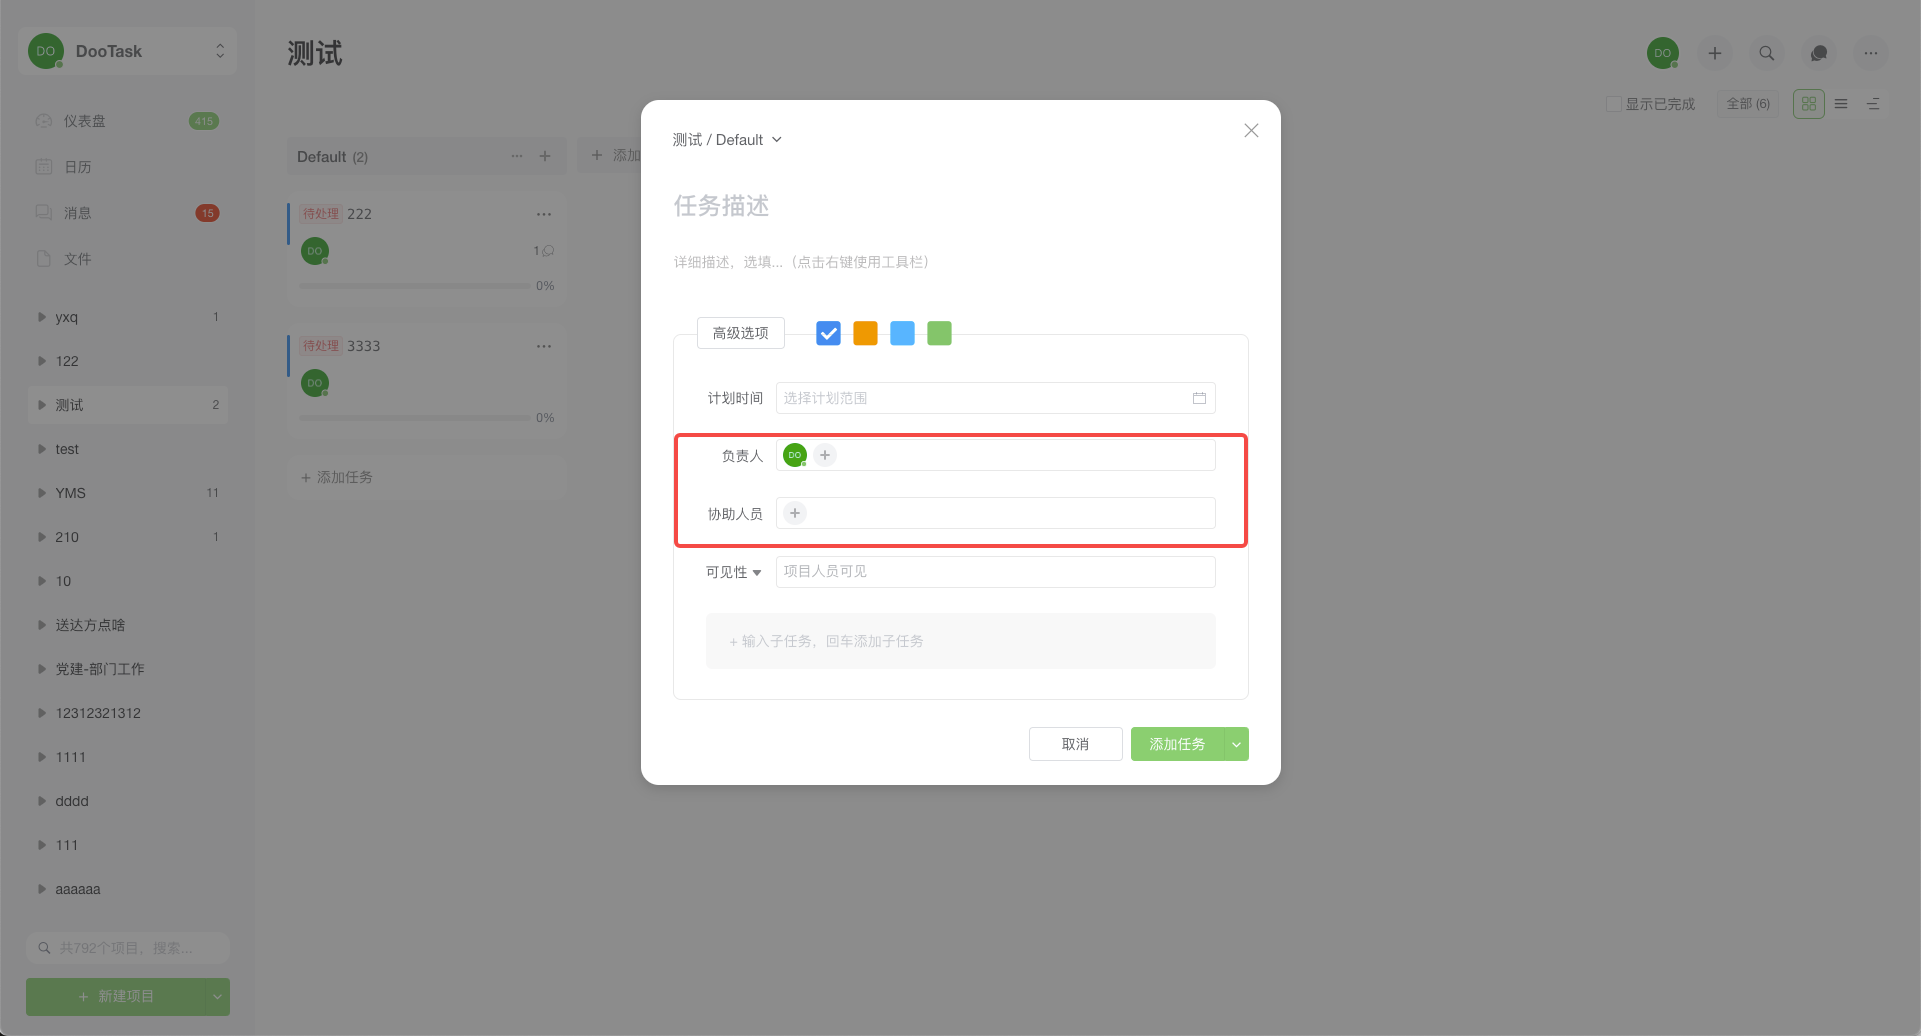 DO DooTask
仪表盘 415
日历
消息 15
文件
yxq 1
122
测试 2
test
YMS 11
210 1
10
送达方点啥
党建-部门工作
12312321312
1111
dddd
111
aaaaaa
共792个项目，搜索...
+ 新建项目
测试
DO
显示已完成 全部 (6)
Default (2) ... +
+ 添加
待处理 222 ...
DO 1
0%
待处理 3333 ...
DO
0%
+ 添加任务
测试 / Default
任务描述
详细描述，选填...（点击右键使用工具栏）
高级选项
计划时间 选择计划范围
负责人 DO +
协助人员 +
可见性 项目人员可见
+ 输入子任务，回车添加子任务
取消 添加任务